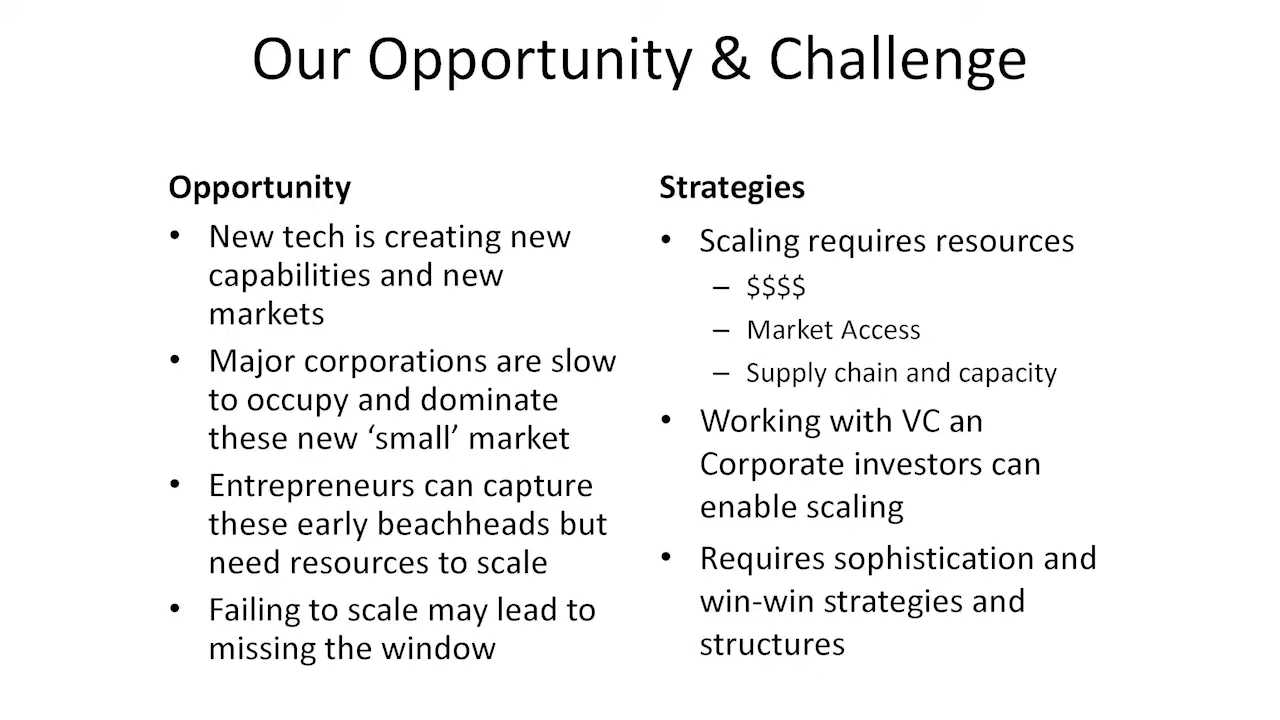 Our Opportunity & Challenge
Opportunity
• New tech is creating new
capabilities and new
markets
• Major corporations are slow
to occupy and dominate
these new ‘small’ market
• Entrepreneurs can capture
these early beachheads but
need resources to scale
• Failing to scale may lead to
missing the window
Strategies
• Scaling requires resources
– $$$$
– Market Access
– Supply chain and capacity
• Working with VC an
Corporate investors can
enable scaling
• Requires sophistication and
win-win strategies and
structures